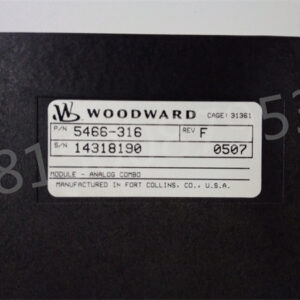 WOODWARD CAGE: 31361
P/N 5466-316 REV F
S/N 14318190 0507
MODULE - ANALOG COMBO
MANUFACTURED IN FORT COLLINS, CO., U.S.A.